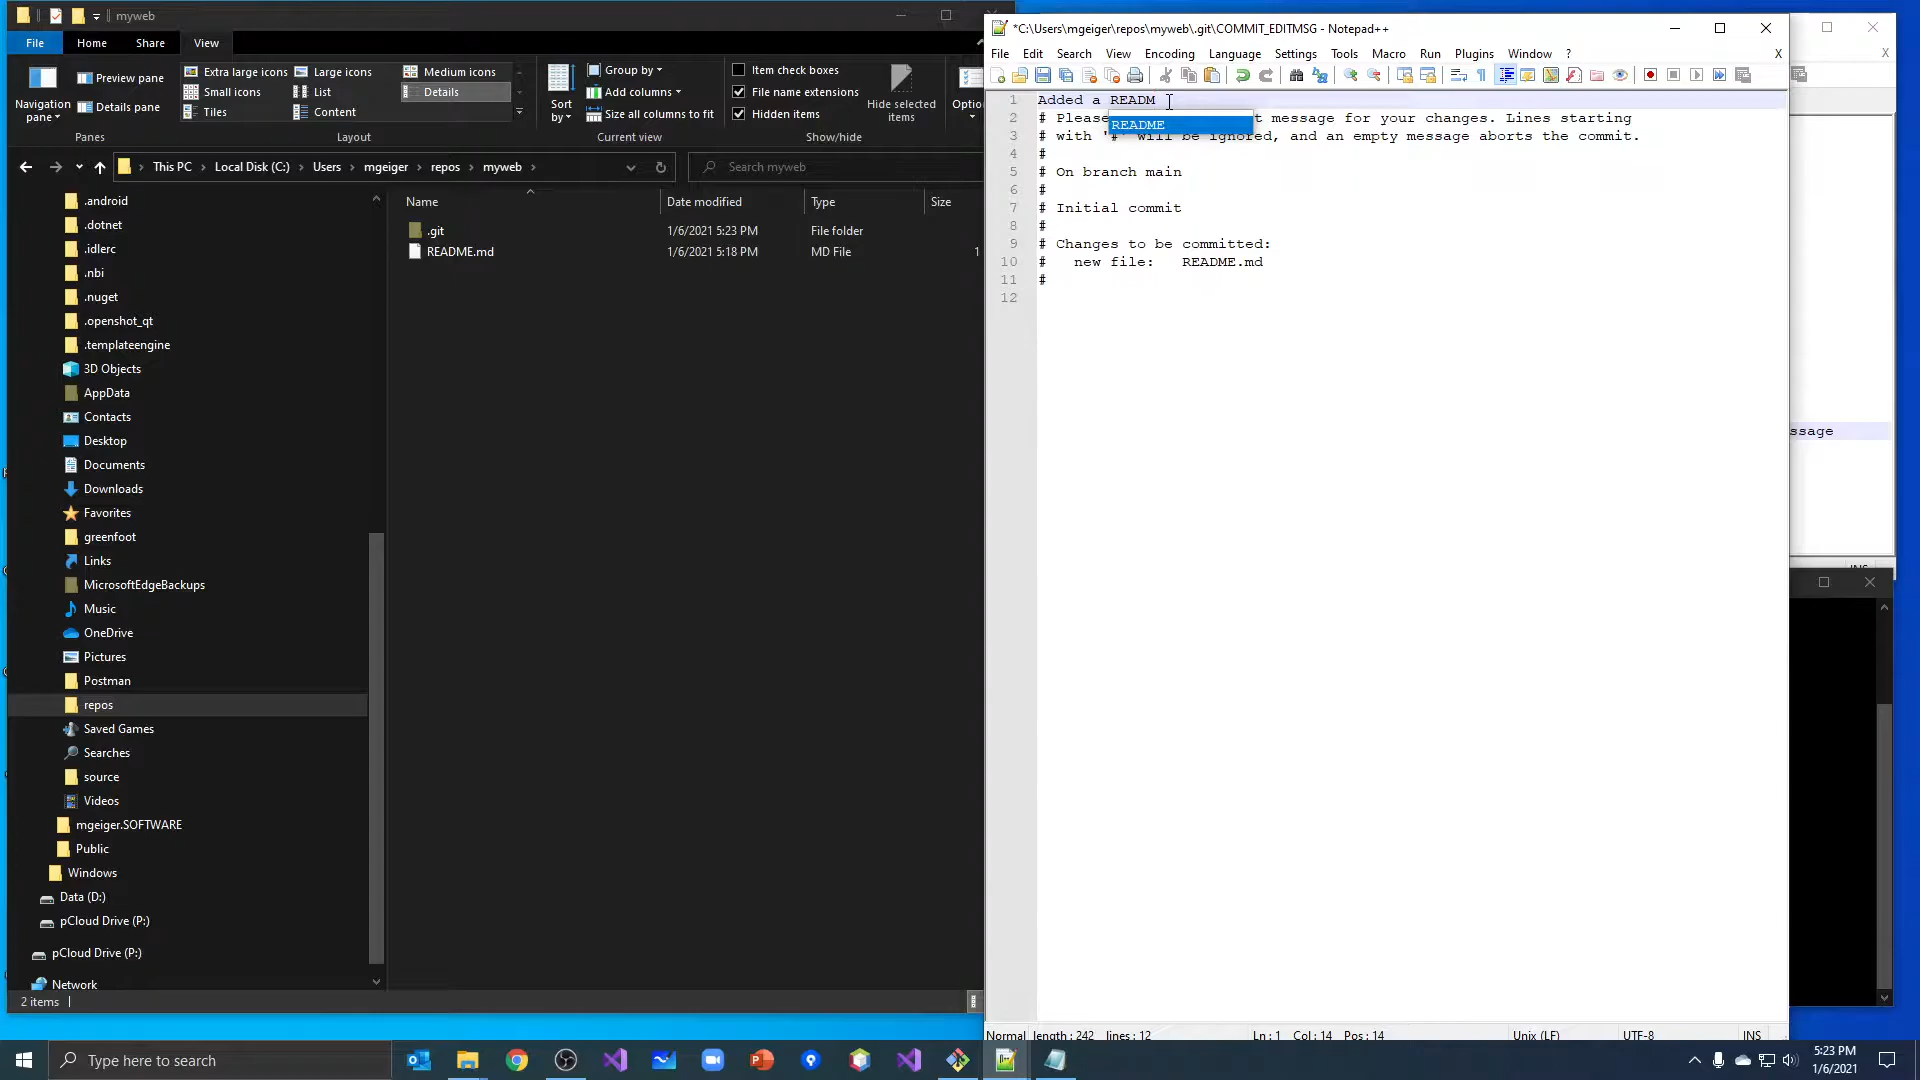 myweb
File Home Share View
Navigation pane
Preview pane
Details pane
Panes
Extra large icons Large icons Medium icons
Small icons List Details
Tiles Content
Layout
Sort by
Group by
Add columns
Size all columns to fit
Current view
Item check boxes
File name extensions
Hidden items
Hide selected items
Show/hide
This PC Local Disk (C:) Users mgeiger repos myweb
Search myweb
.android
.dotnet
.idlerc
.nbi
.nuget
.openshot_qt
.templateengine
3D Objects
AppData
Contacts
Desktop
Documents
Downloads
Favorites
greenfoot
Links
MicrosoftEdgeBackups
Music
OneDrive
Pictures
Postman
repos
Saved Games
Searches
source
Videos
mgeiger.SOFTWARE
Public
Windows
Data (D:)
pCloud Drive (P:)
pCloud Drive (P:)
Network
2 items
Name Date modified Type Size
.git 1/6/2021 5:23 PM File folder
README.md 1/6/2021 5:18 PM MD File 1
*C:\Users\mgeiger\repos\myweb\.git\COMMIT_EDITMSG - Notepad++
File Edit Search View Encoding Language Settings Tools Macro Run Plugins Window ? X
1 Added a READM
README
2 # Please message for your changes. Lines starting
3 # with '#' will be ignored, and an empty message aborts the commit.
4 #
5 # On branch main
6 #
7 # Initial commit
8 #
9 # Changes to be committed:
10 # new file: README.md
11 #
12
Normal length : 242 lines : 12 Ln : 1 Col : 14 Pos : 14 Unix (LF) UTF-8 INS
ssage
Type here to search
5:23 PM
1/6/2021